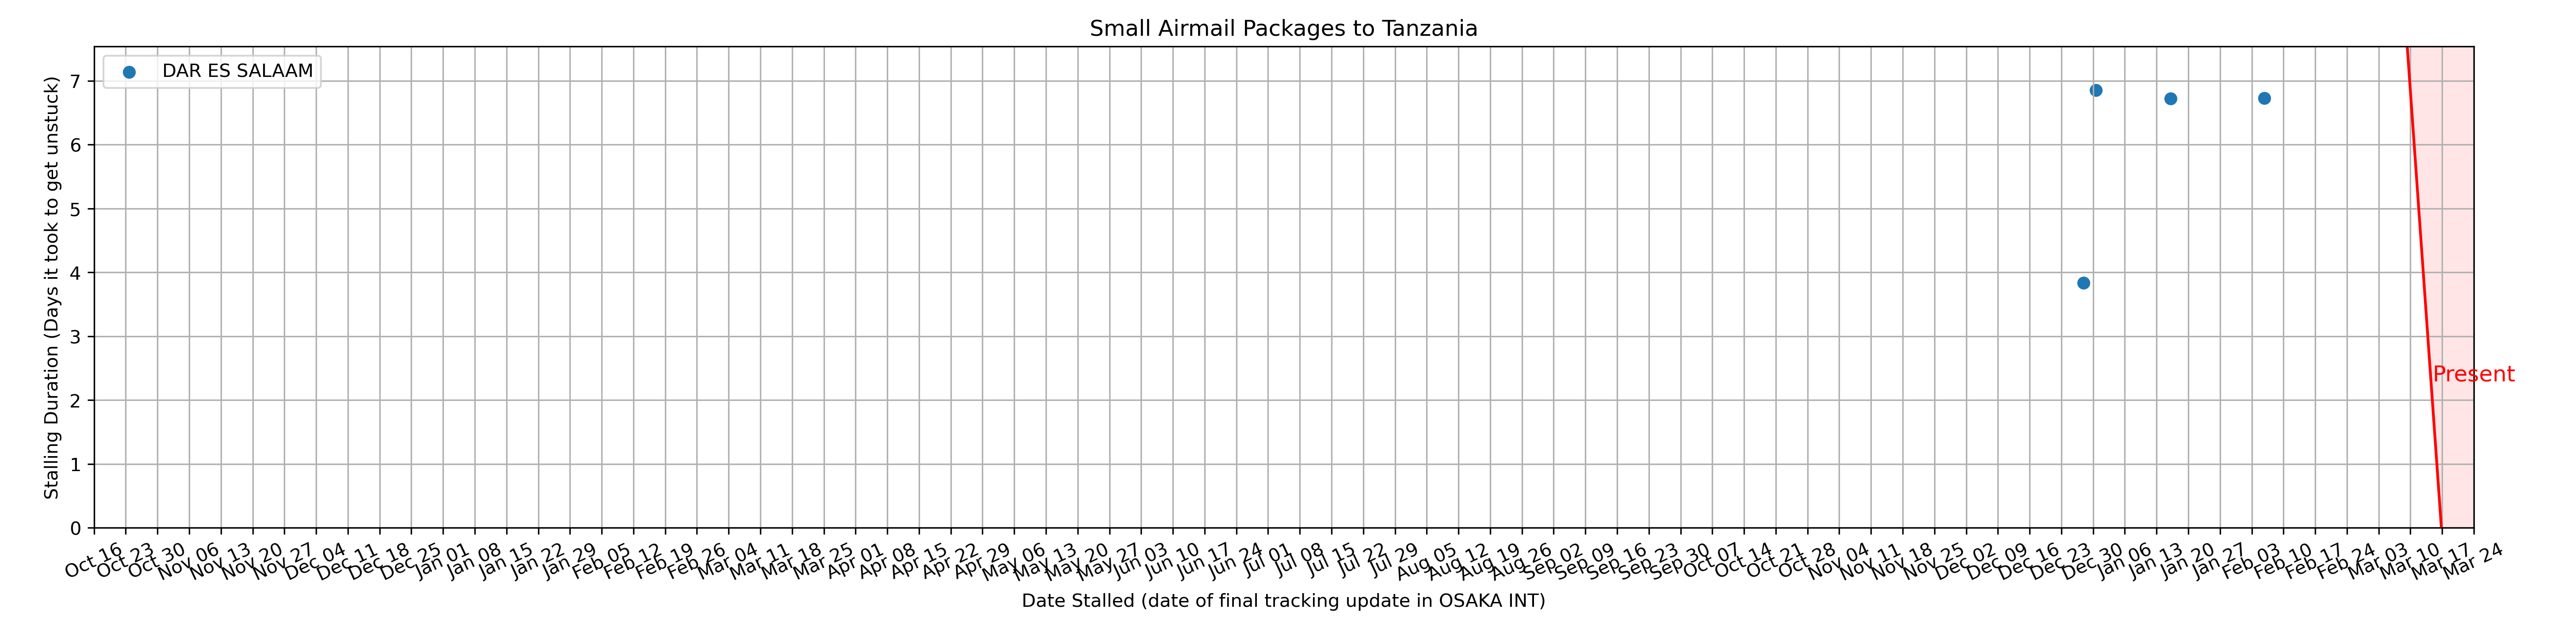 Small Airmail Packages to Tanzania
DAR ES SALAAM
Stalling Duration (Days it took to get unstuck)
7
6
5
4
3
2
1
0
Present
Oct 16
Oct 23
Oct 30
Nov 06
Nov 13
Nov 20
Nov 27
Dec 04
Dec 11
Dec 18
Dec 25
Jan 01
Jan 08
Jan 15
Jan 22
Jan 29
Feb 05
Feb 12
Feb 19
Feb 26
Mar 04
Mar 11
Mar 18
Mar 25
Apr 01
Apr 08
Apr 15
Apr 22
Apr 29
May 06
May 13
May 20
May 27
Jun 03
Jun 10
Jun 17
Jun 24
Jul 01
Jul 08
Jul 15
Jul 22
Jul 29
Aug 05
Aug 12
Aug 19
Aug 26
Sep 02
Sep 09
Sep 16
Sep 23
Sep 30
Oct 07
Oct 14
Oct 21
Oct 28
Nov 04
Nov 11
Nov 18
Nov 25
Dec 02
Dec 09
Dec 16
Dec 23
Dec 30
Jan 06
Jan 13
Jan 20
Jan 27
Feb 03
Feb 10
Feb 17
Feb 24
Mar 03
Mar 10
Mar 17
Mar 24
Date Stalled (date of final tracking update in OSAKA INT)